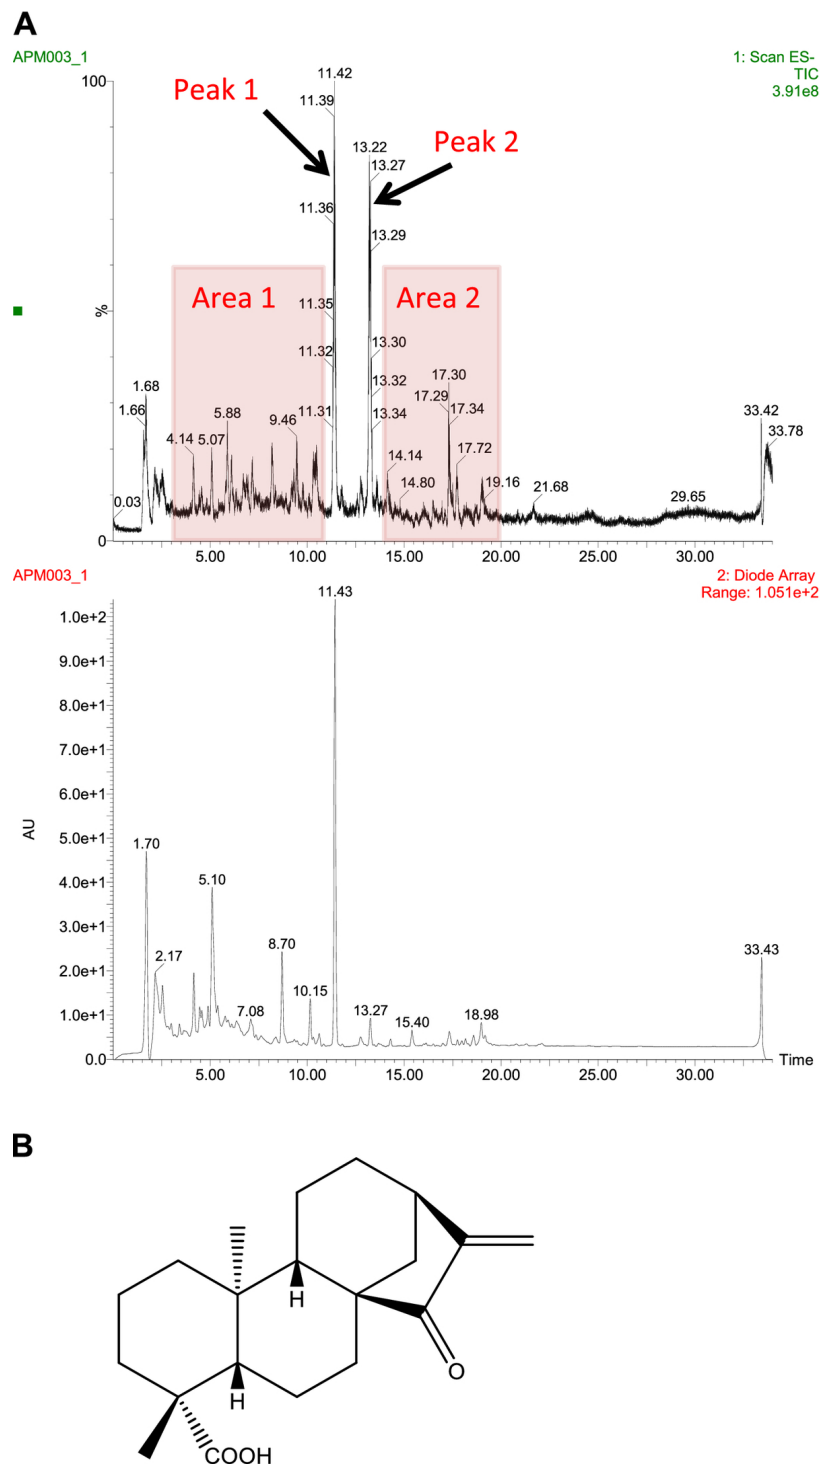 A
APM003_1
1: Scan ES-
TIC
3.91e8
100
11.42
Peak 1
11.39
Peak 2
13.22
13.27
11.36
13.29
Area 1
Area 2
11.35
%
13.30
11.32
17.30
13.32
1.68
17.29
1.66
5.88
9.46
11.31
13.34
17.34
33.42
33.78
4.14
5.07
17.72
14.14
14.80
19.16
21.68
29.65
0.03
0
5.00
10.00
15.00
20.00
25.00
30.00
APM003_1
2: Diode Array
Range: 1.051e+2
11.43
1.0e+2
9.0e+1
8.0e+1
7.0e+1
6.0e+1
5.0e+1
1.70
AU
4.0e+1
5.10
3.0e+1
8.70
33.43
2.17
2.0e+1
10.15
1.0e+1
7.08
13.27
15.40
18.98
0.0
Time
5.00
10.00
15.00
20.00
25.00
30.00
B
H
O
H
COOH